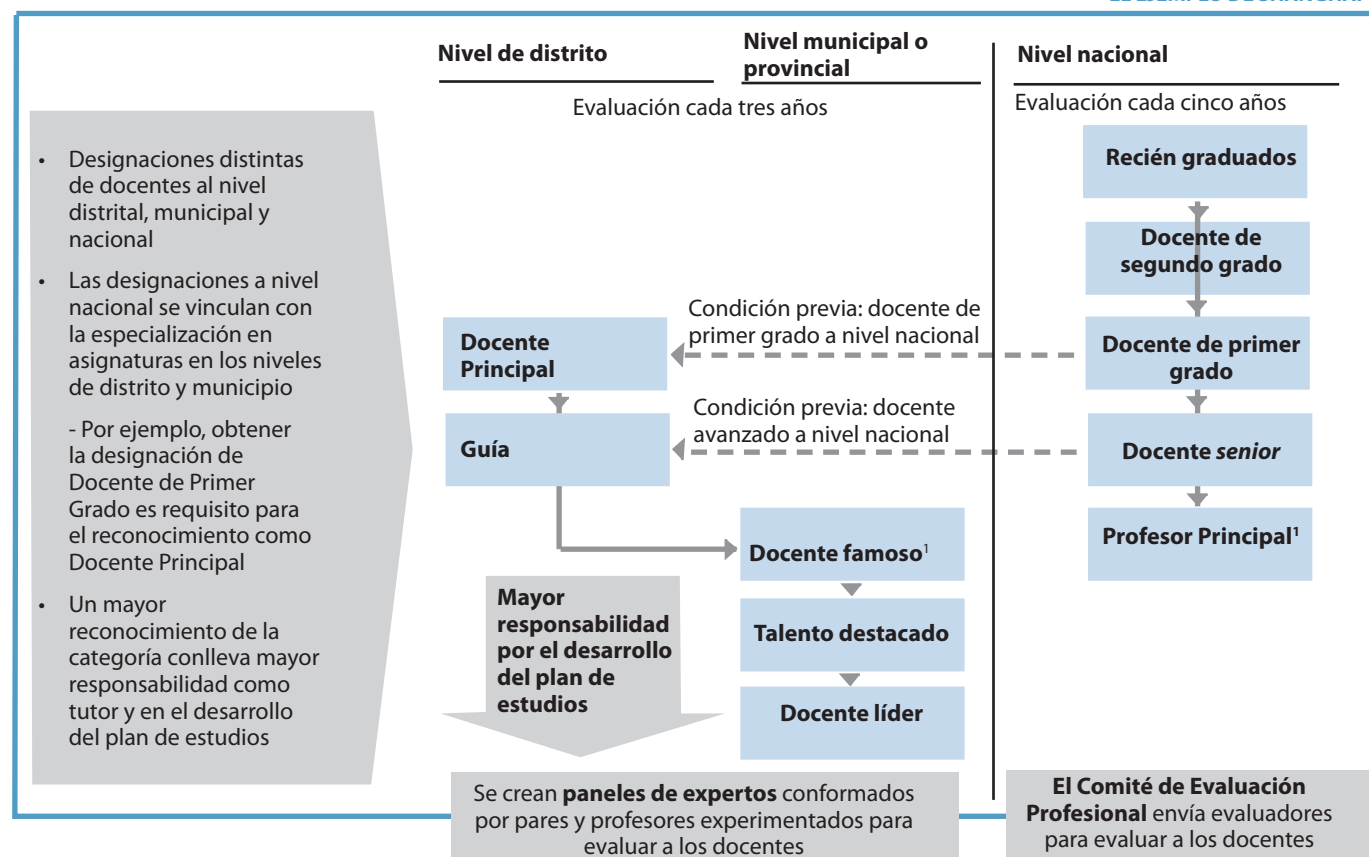 Nivel de distrito
Nivel municipal o
provincial
Nivel nacional
Evaluación cada tres años
Evaluación cada cinco años
• Designaciones distintas
de docentes al nivel
distrital, municipal y
nacional
• Las designaciones a nivel
nacional se vinculan con
la especialización en
asignaturas en los niveles
de distrito y municipio
- Por ejemplo, obtener
la designación de
Docente de Primer
Grado es requisito para
el reconocimiento como
Docente Principal
• Un mayor
reconocimiento de la
categoría conlleva mayor
responsabilidad como
tutor y en el desarrollo
del plan de estudios
Docente
Principal
Guía
Condición previa: docente de
primer grado a nivel nacional
Condición previa: docente
avanzado a nivel nacional
Mayor
responsabilidad
por el desarrollo
del plan de
estudios
Docente famoso¹
Talento destacado
Docente líder
Recién graduados
Docente de
segundo grado
Docente de primer
grado
Docente senior
Profesor Principal¹
Se crean paneles de expertos conformados
por pares y profesores experimentados para
evaluar a los docentes
El Comité de Evaluación
Profesional envía evaluadores
para evaluar a los docentes